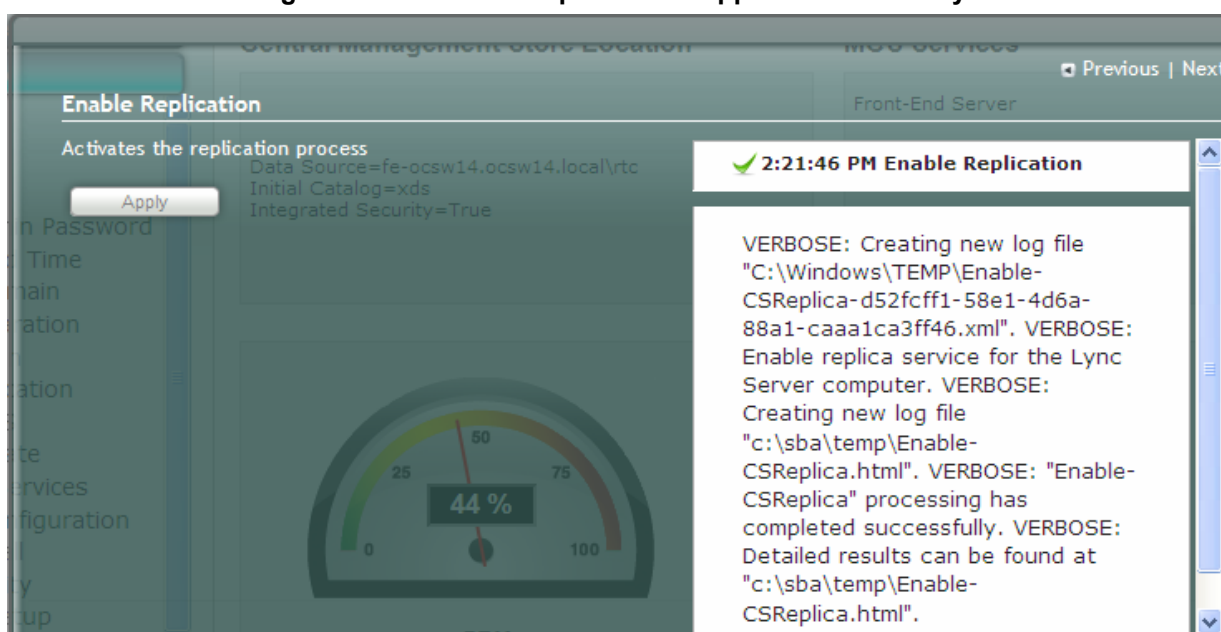 Central Management Store Location
Previous | Next
Enable Replication
Front-End Server
Activates the replication process
Data Source=fe-ocsw14.ocsw14.local\rtc
Initial Catalog=xds
Integrated Security=True
Apply
n Password
Time
main
ration
ation
te
ervices
figuration
ty
tup
0
25
50
75
100
44 %
2:21:46 PM Enable Replication
VERBOSE: Creating new log file
"C:\Windows\TEMP\Enable-
CSReplica-d52fcff1-58e1-4d6a-
88a1-caaa1ca3ff46.xml". VERBOSE:
Enable replica service for the Lync
Server computer. VERBOSE:
Creating new log file
"c:\sba\temp\Enable-
CSReplica.html". VERBOSE: "Enable-
CSReplica" processing has
completed successfully. VERBOSE:
Detailed results can be found at
"c:\sba\temp\Enable-
CSReplica.html".